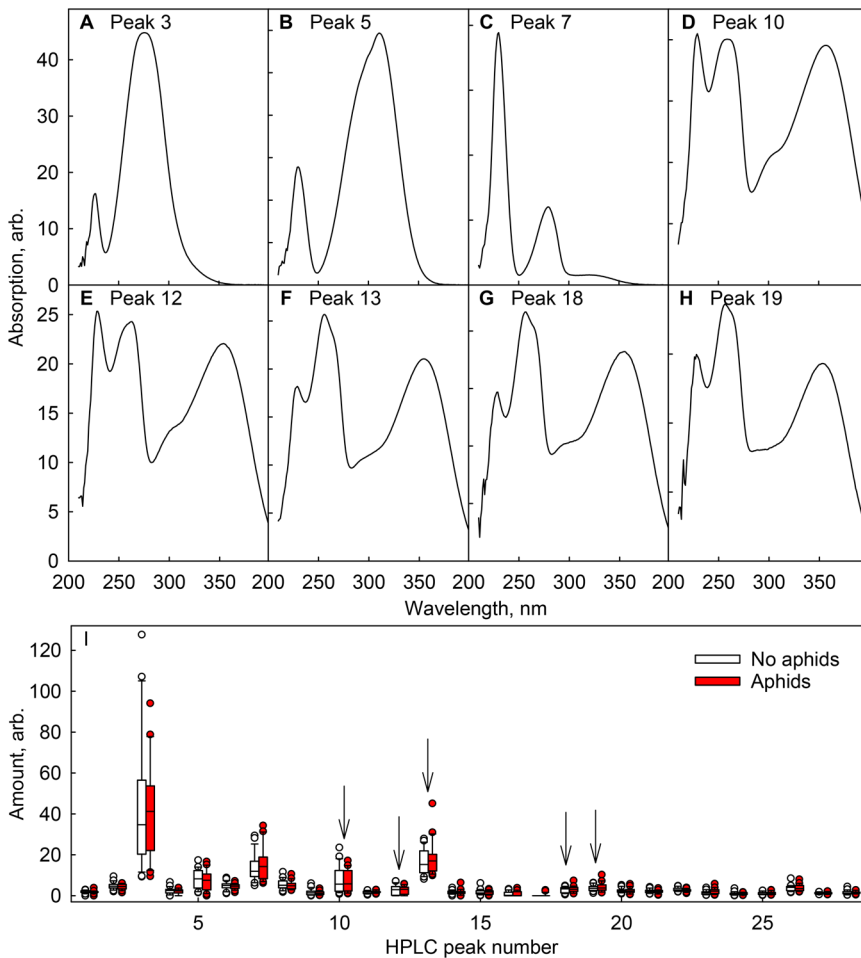 A Peak 3
B Peak 5
C Peak 7
D Peak 10
40
30
20
10
0
Absorption, arb.
E Peak 12
F Peak 13
G Peak 18
H Peak 19
25
20
15
10
5
0
200 250 300 350 200 250 300 350 200 250 300 350 200 250 300 350
Wavelength, nm
I
No aphids
Aphids
120
100
80
60
40
20
0
Amount, arb.
5 10 15 20 25
HPLC peak number